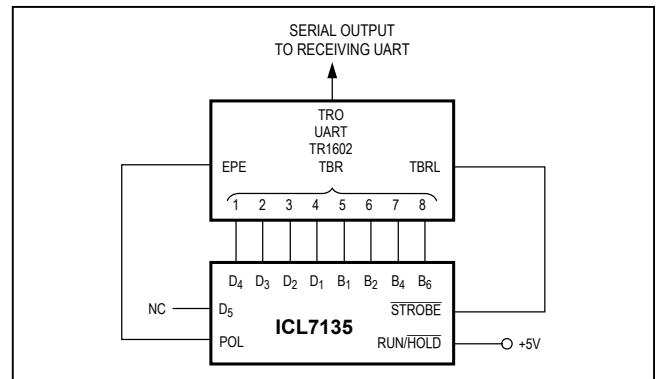 SERIAL OUTPUT
TO RECEIVING UART
TRO
UART
TR1602
EPE TBR TBRL
1 2 3 4 5 6 7 8
D4 D3 D2 D1 B1 B2 B4 B6
NC D5 STROBE
ICL7135
POL RUN/HOLD +5V